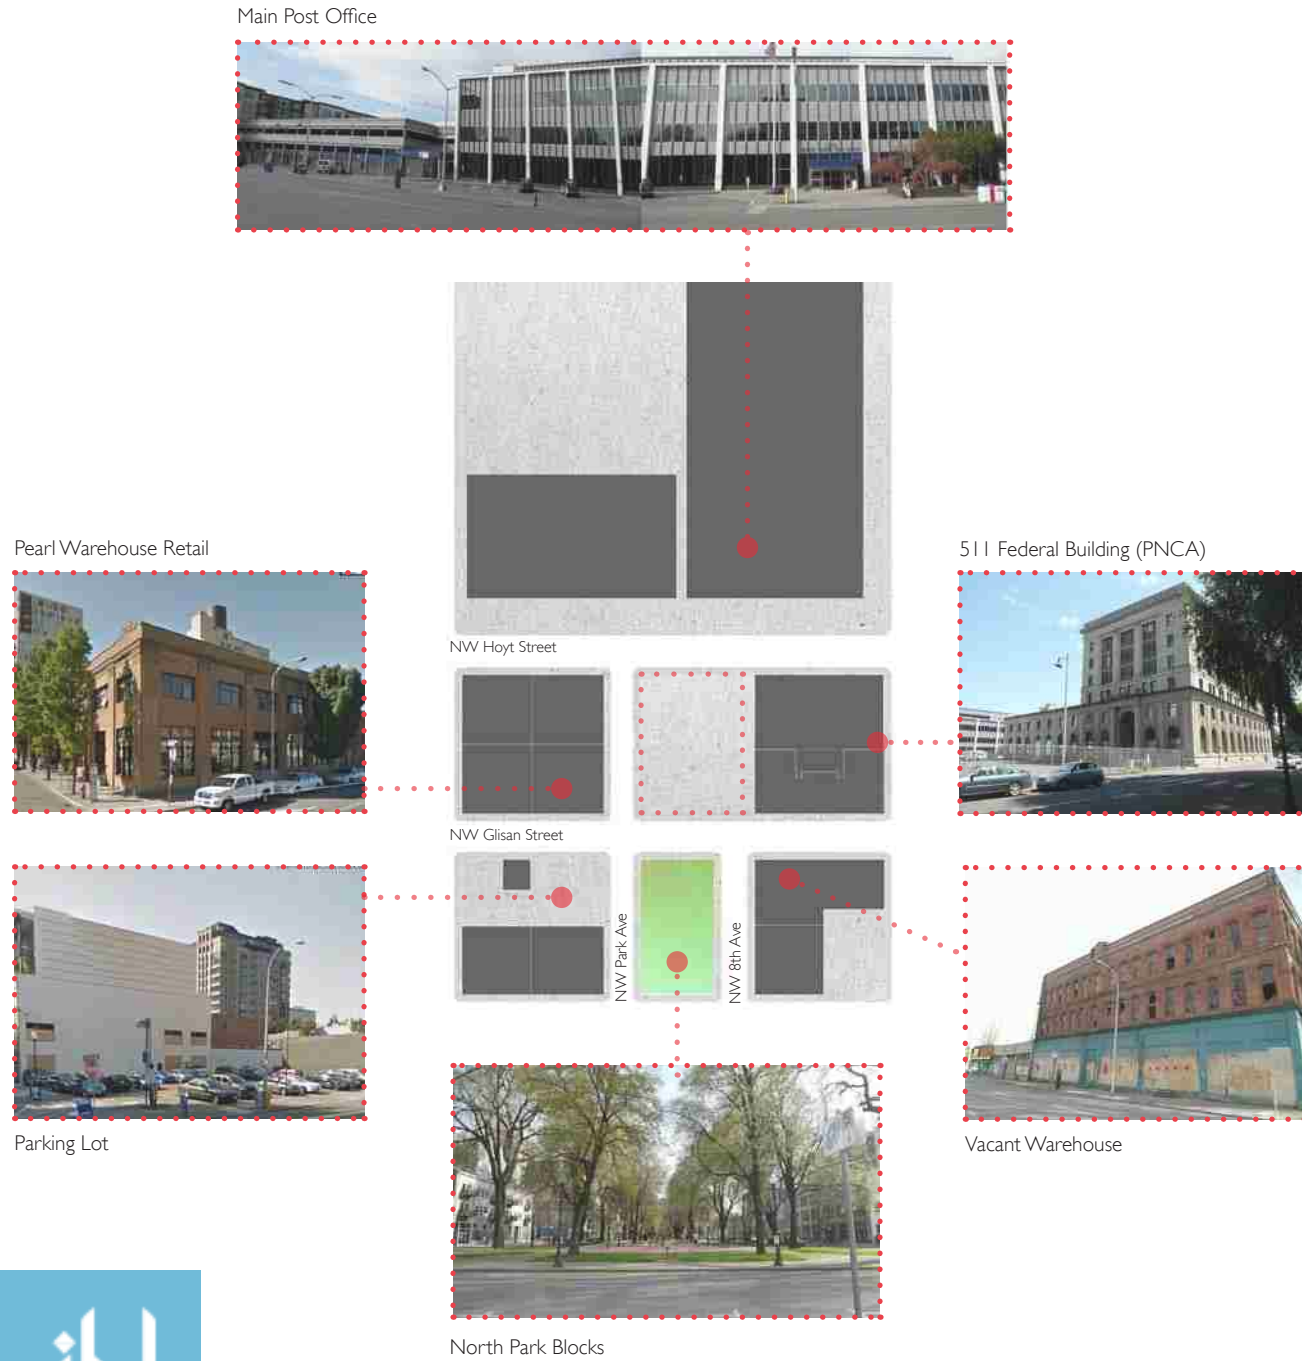 Main Post Office
Pearl Warehouse Retail
511 Federal Building (PNCA)
NW Hoyt Street
NW Glisan Street
NW Park Ave
NW 8th Ave
Parking Lot
Vacant Warehouse
North Park Blocks